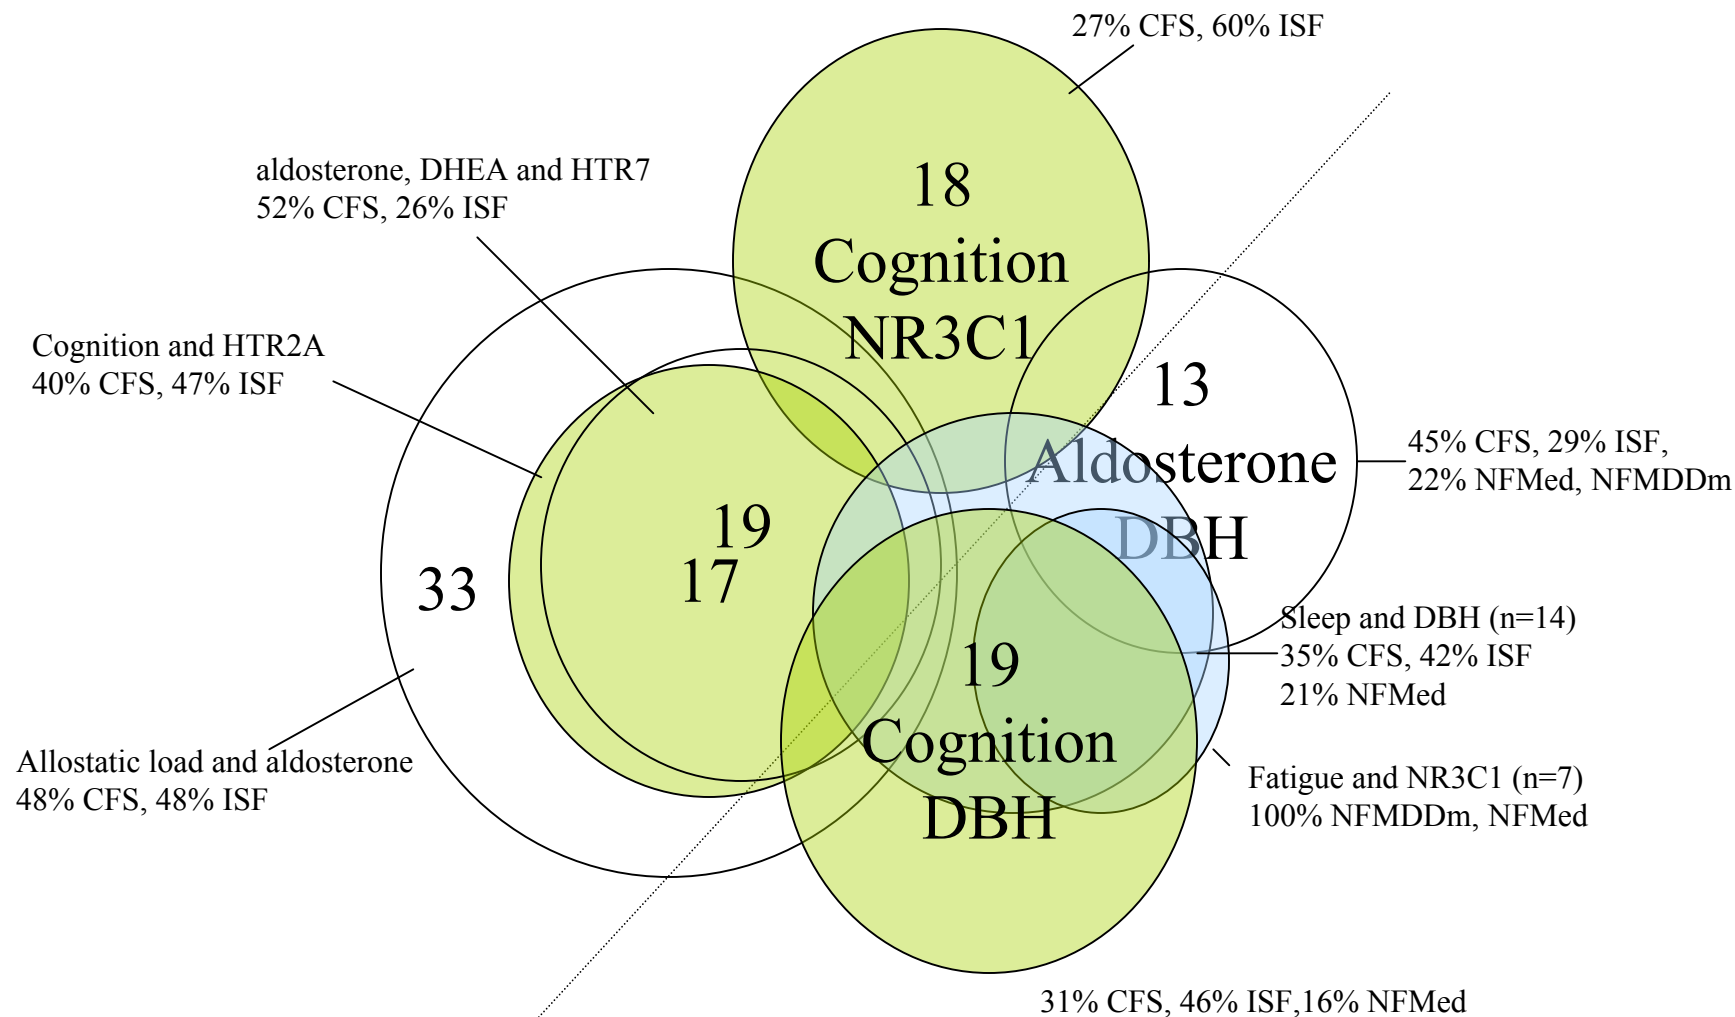 27% CFS, 60% ISF
aldosterone, DHEA and HTR7
52% CFS, 26% ISF
18
Cognition
NR3C1
Cognition and HTR2A
40% CFS, 47% ISF
13
Aldosterone
DBH
45% CFS, 29% ISF,
22% NFMed, NFMDDm
19
17
33
Sleep and DBH (n=14)
35% CFS, 42% ISF
21% NFMed
19
Cognition
DBH
Allostatic load and aldosterone
48% CFS, 48% ISF
Fatigue and NR3C1 (n=7)
100% NFMDDm, NFMed
31% CFS, 46% ISF,16% NFMed